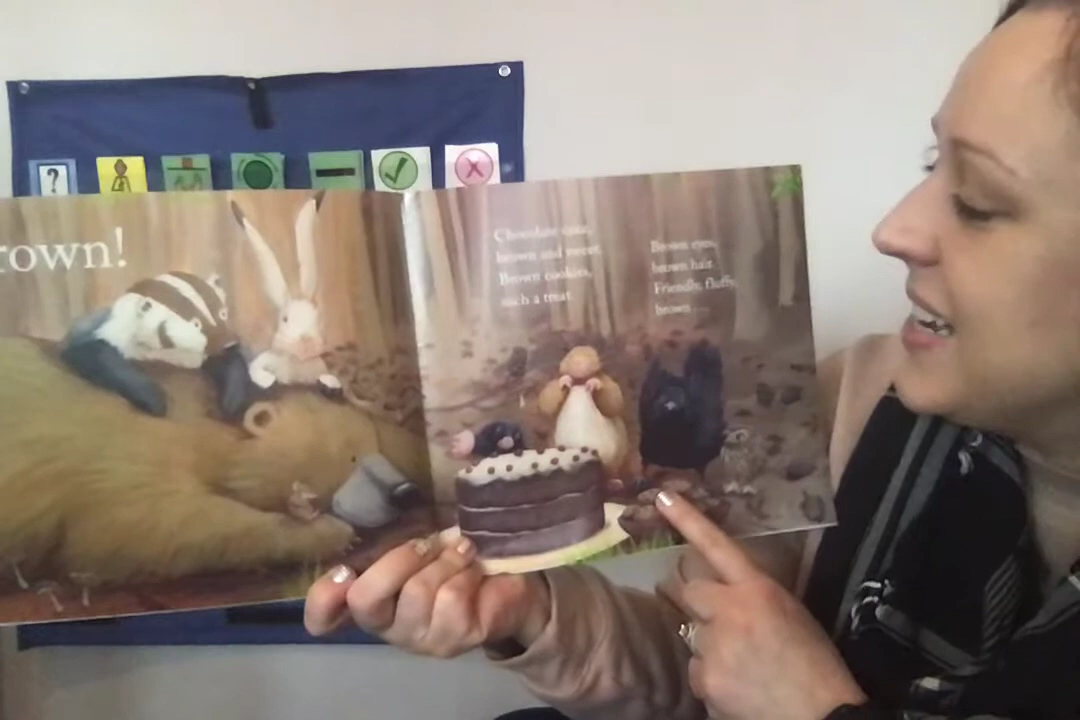 rown!
Chocolate cake,
brown and sweet.
Brown cookies,
such a treat.
Brown eyes,
brown hair.
Friendly, fluffy,
brown...
?